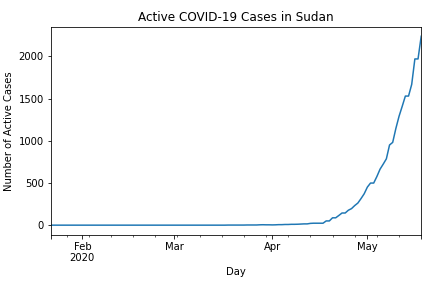 Active COVID-19 Cases in Sudan
Number of Active Cases
2000
1500
1000
500
0
Feb Mar Apr May
2020
Day